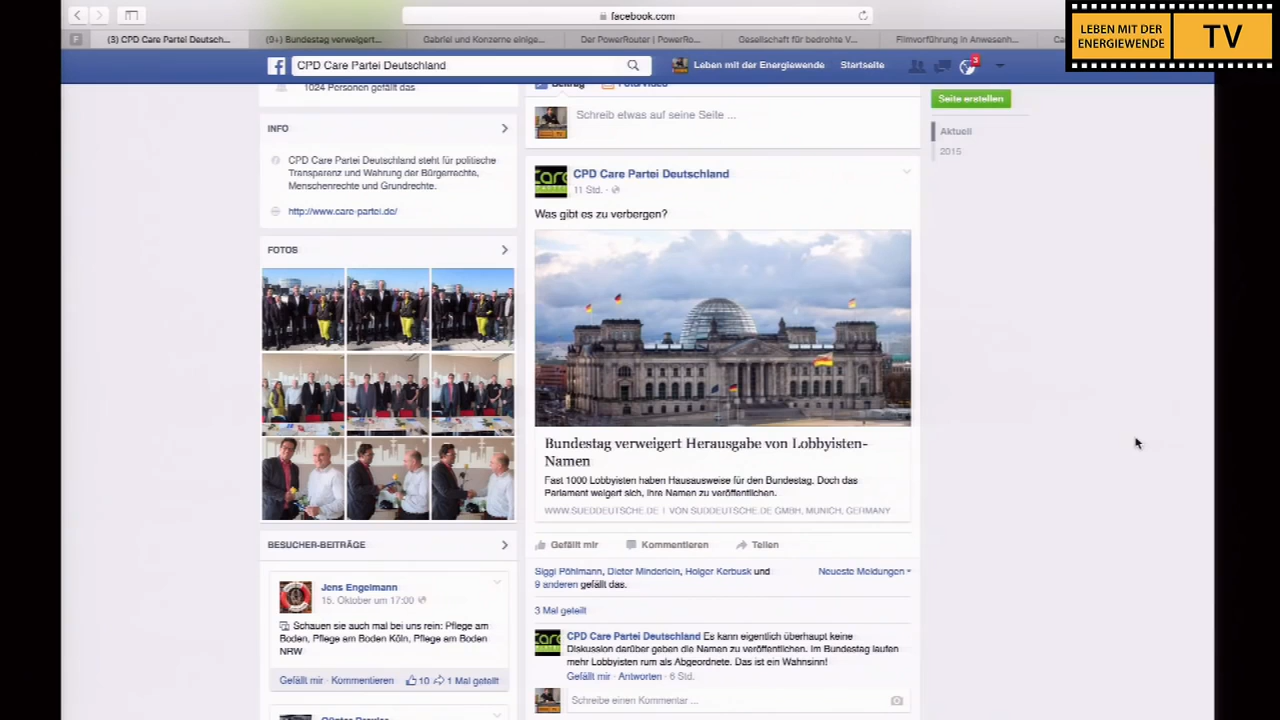 facebook.com
LEBEN MIT DER
ENERGIEWENDE
TV
(3) CPD Care Partei Deutsch...
(9+) Bundestag verweigert...
Gabriel und Konzerne einige...
Der PowerRouter | PowerRo...
Gesellschaft für bedrohte V...
Filmvorführung in Anwesenh...
CPD Care Partei Deutschland
Leben mit der Energiewende
Startseite
3
1024 Personen gefällt das
INFO
CPD Care Partei Deutschland steht für politische
Transparenz und Wahrung der Bürgerrechte,
Menschenrechte und Grundrechte.
http://www.care-partei.de/
FOTOS
BESUCHER-BEITRÄGE
Jens Engelmann
15. Oktober um 17:00
Schauen sie auch mal bei uns rein: Pflege am
Boden, Pflege am Boden Köln, Pflege am Boden
NRW
Gefällt mir · Kommentieren 10 1 Mal geteilt
Beitrag
Foto/Video
Schreib etwas auf seine Seite ...
CPD Care Partei Deutschland
11 Std. ·
Was gibt es zu verbergen?
Bundestag verweigert Herausgabe von Lobbyisten-
Namen
Fast 1000 Lobbyisten haben Hausausweise für den Bundestag. Doch das
Parlament weigert sich, ihre Namen zu veröffentlichen.
WWW.SUEDDEUTSCHE.DE | VON SÜDDEUTSCHE.DE GMBH, MUNICH, GERMANY
Gefällt mir
Kommentieren
Teilen
Siggi Pöhlmann, Dieter Minderlein, Holger Kerbusk und
9 anderen gefällt das.
Neueste Meldungen
3 Mal geteilt
CPD Care Partei Deutschland Es kann eigentlich überhaupt keine
Diskussion darüber geben die Namen zu veröffentlichen. Im Bundestag laufen
mehr Lobbyisten rum als Abgeordnete. Das ist ein Wahnsinn!
Gefällt mir · Antworten · 6 Std.
Schreibe einen Kommentar ...
Seite erstellen
Aktuell
2015